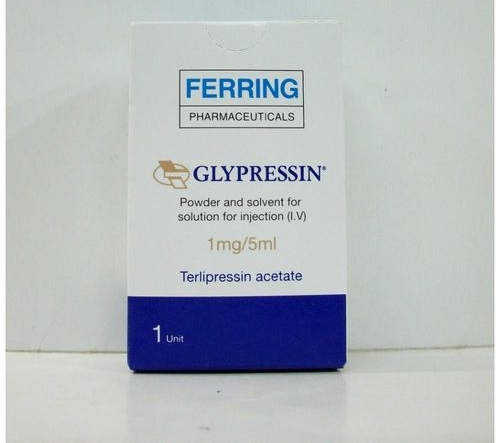 FERRING
PHARMACEUTICALS
GLYPRESSIN®
Powder and solvent for
solution for injection (I.V)
1mg/5ml
Terlipressin acetate
1 Unit